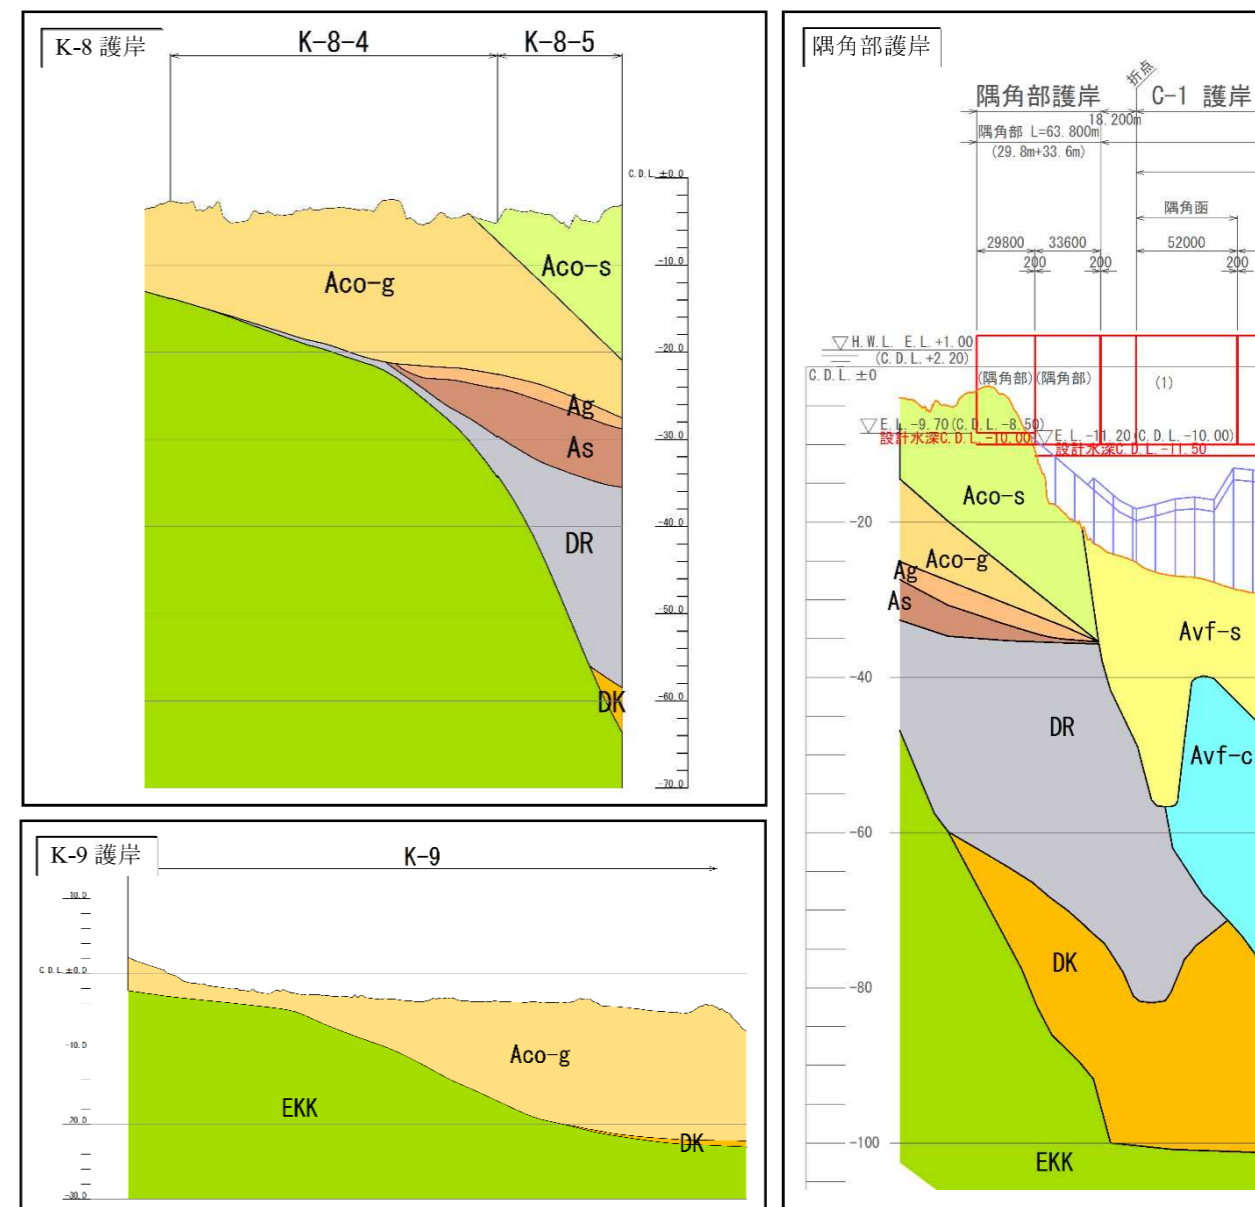 K-8 護岸
K-8-4
K-8-5
C.D.L.±0.0
-10.0
-20.0
-30.0
-40.0
-50.0
-60.0
-70.0
Aco-g
Aco-s
Ag
As
DR
DK
K-9 護岸
K-9
10.0
C.D.L.±0.0
-10.0
-20.0
-30.0
Aco-g
EKK
DK
隅角部護岸
折点
隅角部護岸
C-1 護岸
18.200m
隅角部 L=63.800m
(29.8m+33.6m)
隅角函
29800
33600
52000
200
200
200
▽H.W.L. E.L.+1.00
(C.D.L.+2.20)
C.D.L.±0
(隅角部)
(隅角部)
(1)
▽E.L.-9.70(C.D.L.-8.50)
設計水深C.D.L.-10.00
▽E.L.-11.20(C.D.L.-10.00)
設計水深C.D.L.-11.50
-20
-40
-60
-80
-100
Aco-s
Aco-g
Ag
As
Avf-s
DR
Avf-c
DK
EKK